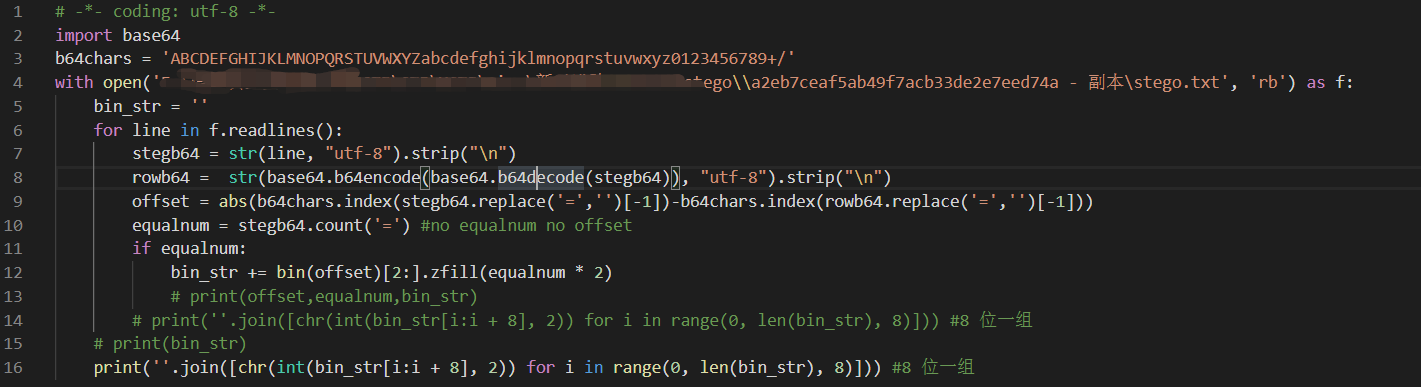 1 # -*- coding: utf-8 -*-
2 import base64
3 b64chars = 'ABCDEFGHIJKLMNOPQRSTUVWXYZabcdefghijklmnopqrstuvwxyz0123456789+/'
4 with open(' stego\\a2eb7ceaf5ab49f7acb33de2e7eed74a - 副本\stego.txt', 'rb') as f:
5 bin_str = ''
6 for line in f.readlines():
7 stegb64 = str(line, "utf-8").strip("\n")
8 rowb64 =  str(base64.b64encode(base64.b64decode(stegb64)), "utf-8").strip("\n")
9 offset = abs(b64chars.index(stegb64.replace('=','')[-1])-b64chars.index(rowb64.replace('=','')[-1]))
10 equalnum = stegb64.count('=') #no equalnum no offset
11 if equalnum:
12 bin_str += bin(offset)[2:].zfill(equalnum * 2)
13 # print(offset,equalnum,bin_str)
14 # print(''.join([chr(int(bin_str[i:i + 8], 2)) for i in range(0, len(bin_str), 8)])) #8 位一组
15 # print(bin_str)
16 print(''.join([chr(int(bin_str[i:i + 8], 2)) for i in range(0, len(bin_str), 8)])) #8 位一组